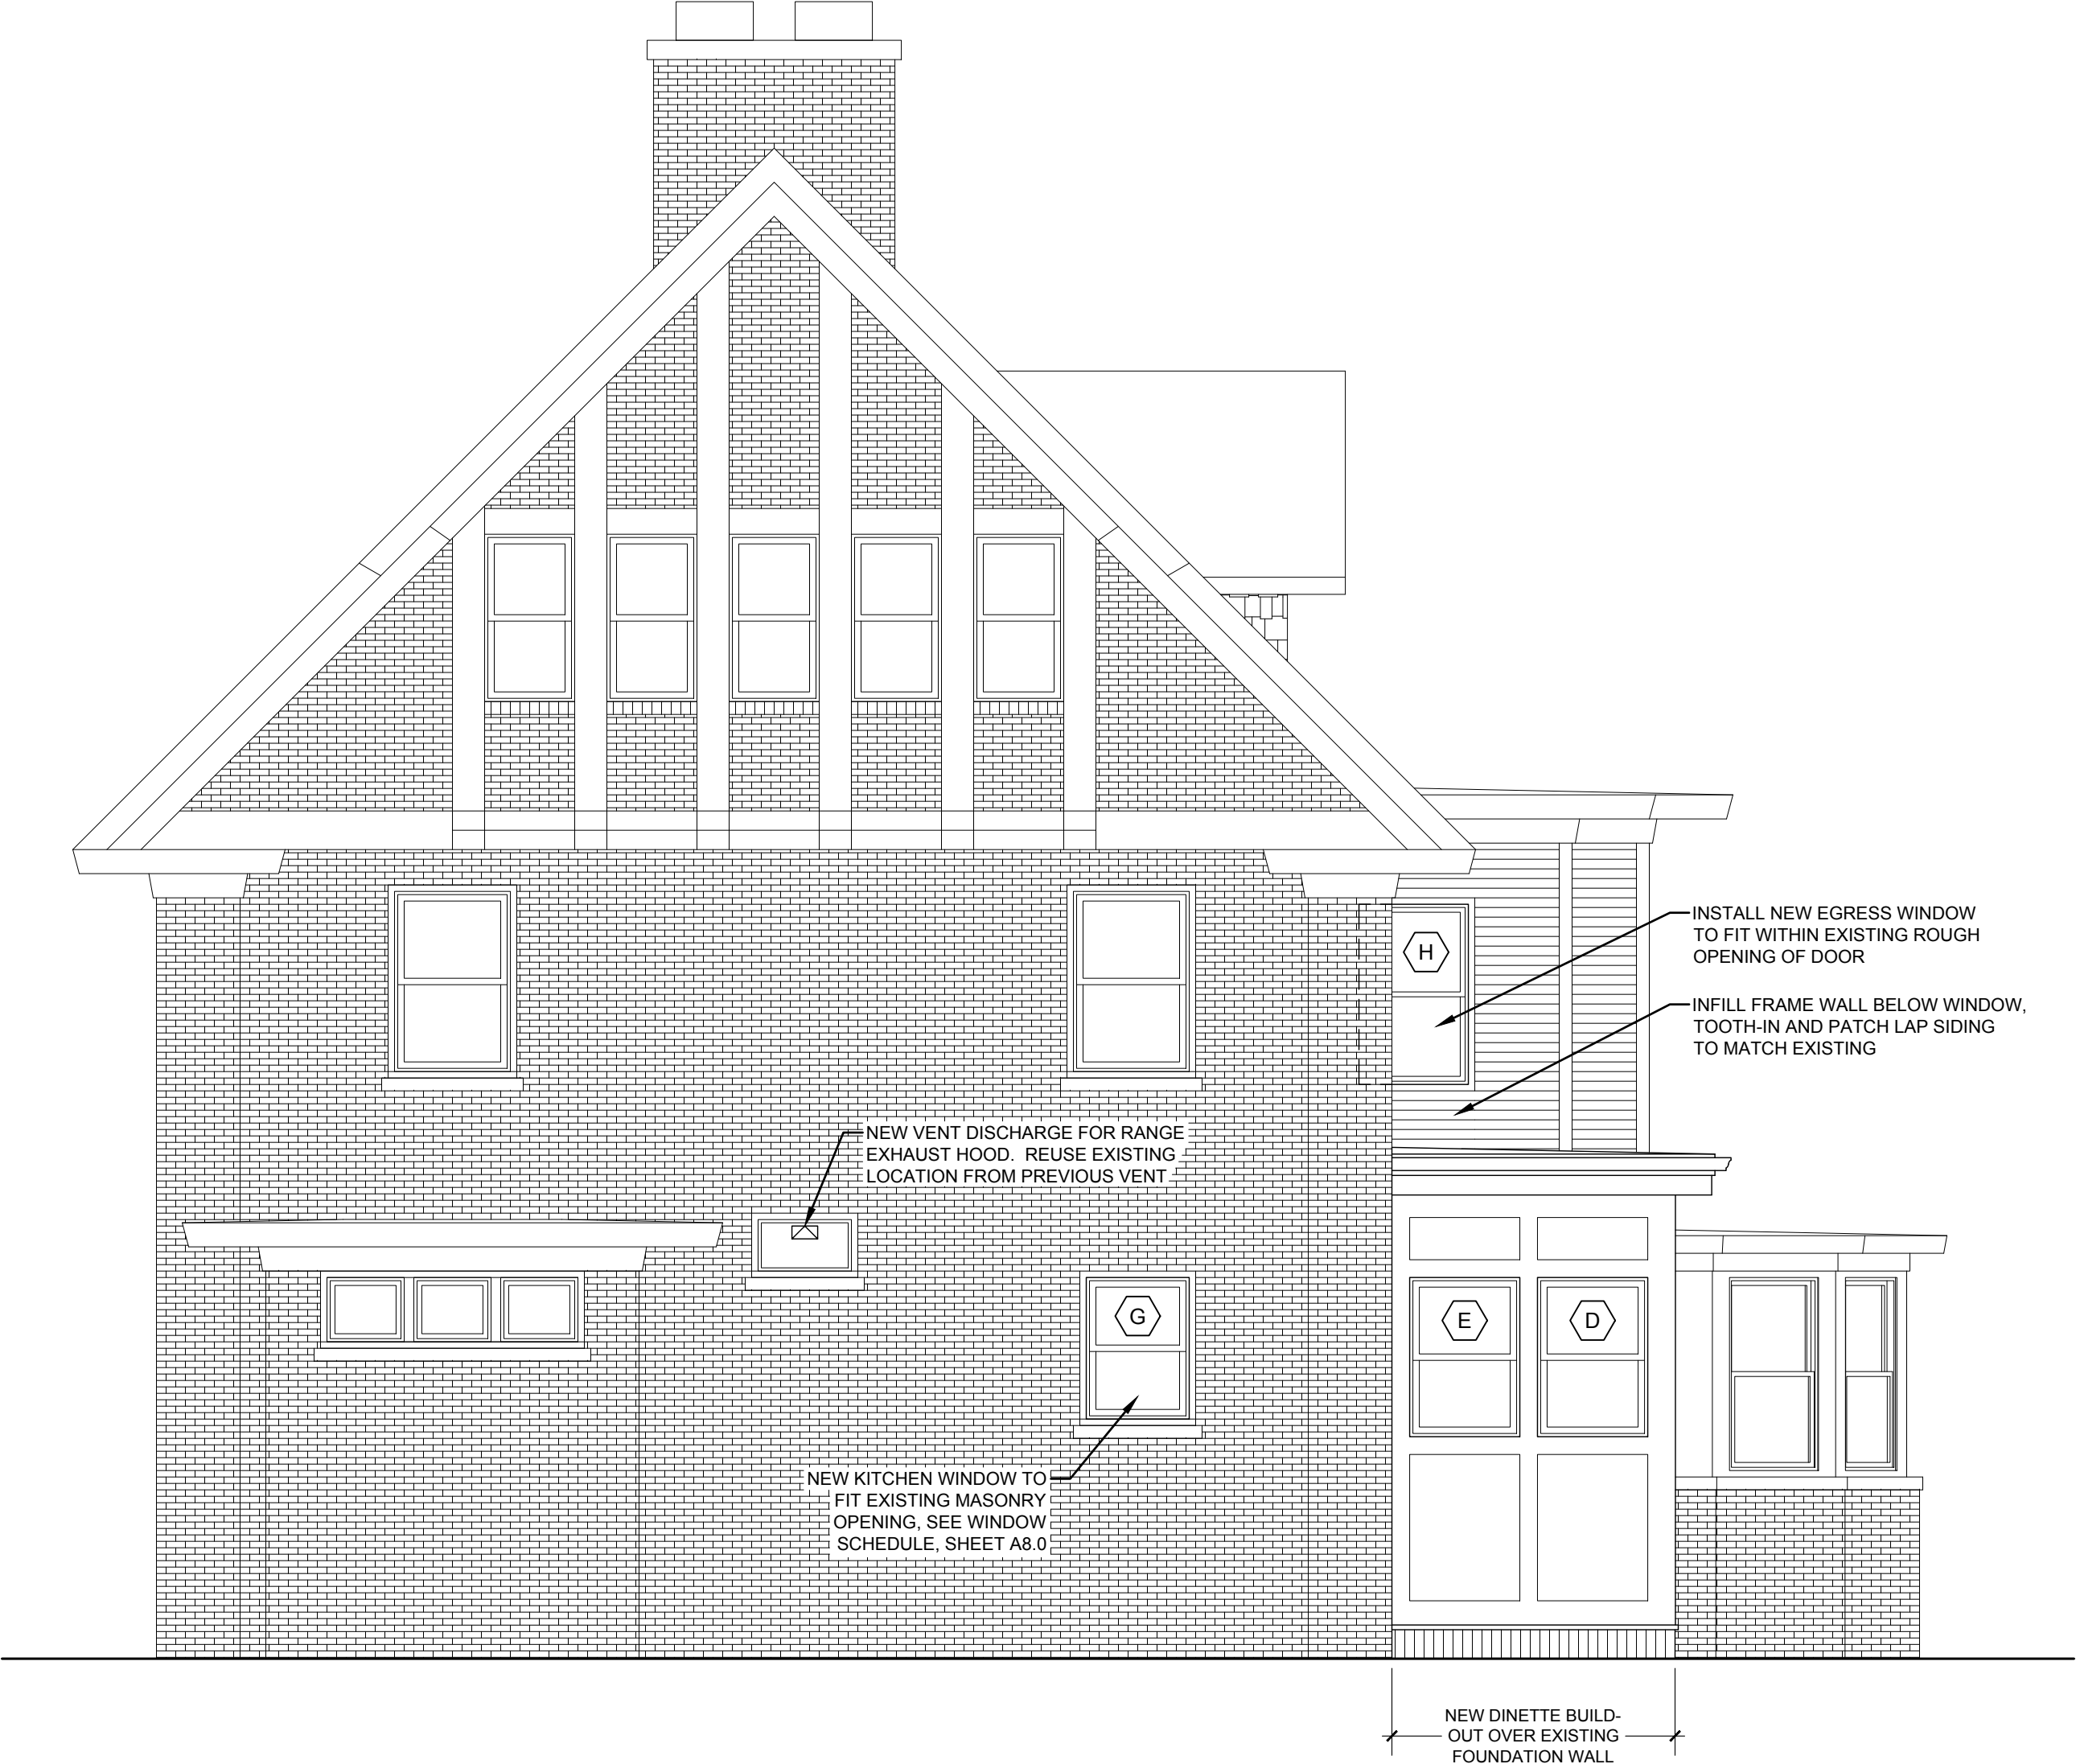 INSTALL NEW EGRESS WINDOW
TO FIT WITHIN EXISTING ROUGH
OPENING OF DOOR
H
INFILL FRAME WALL BELOW WINDOW,
TOOTH-IN AND PATCH LAP SIDING
TO MATCH EXISTING
NEW VENT DISCHARGE FOR RANGE
EXHAUST HOOD. REUSE EXISTING
LOCATION FROM PREVIOUS VENT
G
E
D
NEW KITCHEN WINDOW TO
FIT EXISTING MASONRY
OPENING, SEE WINDOW
SCHEDULE, SHEET A8.0
NEW DINETTE BUILD-
OUT OVER EXISTING
FOUNDATION WALL